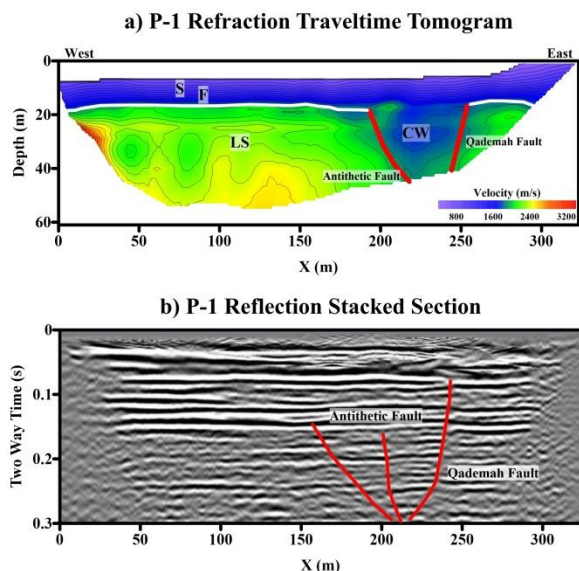 a) P-1 Refraction Traveltime Tomogram
West East
0
20
40
60
Depth (m)
S
F
LS
CW
Qademah Fault
Antithetic Fault
Velocity (m/s)
800 1600 2400 3200
0 50 100 150 200 250 300
X (m)
b) P-1 Reflection Stacked Section
0
0.1
0.2
0.3
Two Way Time (s)
Antithetic Fault
Qademah Fault
0 50 100 150 200 250 300
X (m)